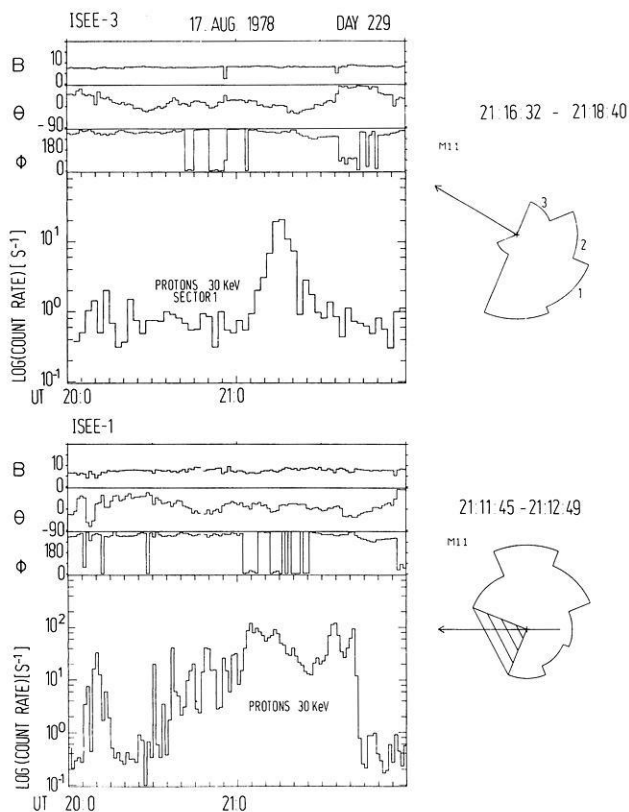 ISEE-3 17. AUG 1978 DAY 229
B 10
0
Θ 0
-90
Φ 180
0
LOG(COUNT RATE)[S⁻¹]
10¹
10⁰
10⁻¹
PROTONS 30 KeV
SECTOR 1
UT 20:0 21:0
21:16:32 - 21:18:40
M11
3
2
1
ISEE-1
B 10
0
Θ 0
-90
Φ 180
0
LOG(COUNT RATE)[S⁻¹]
10²
10¹
10⁰
10⁻¹
PROTONS 30 KeV
UT 20:0 21:0
21:11:45 - 21:12:49
M11